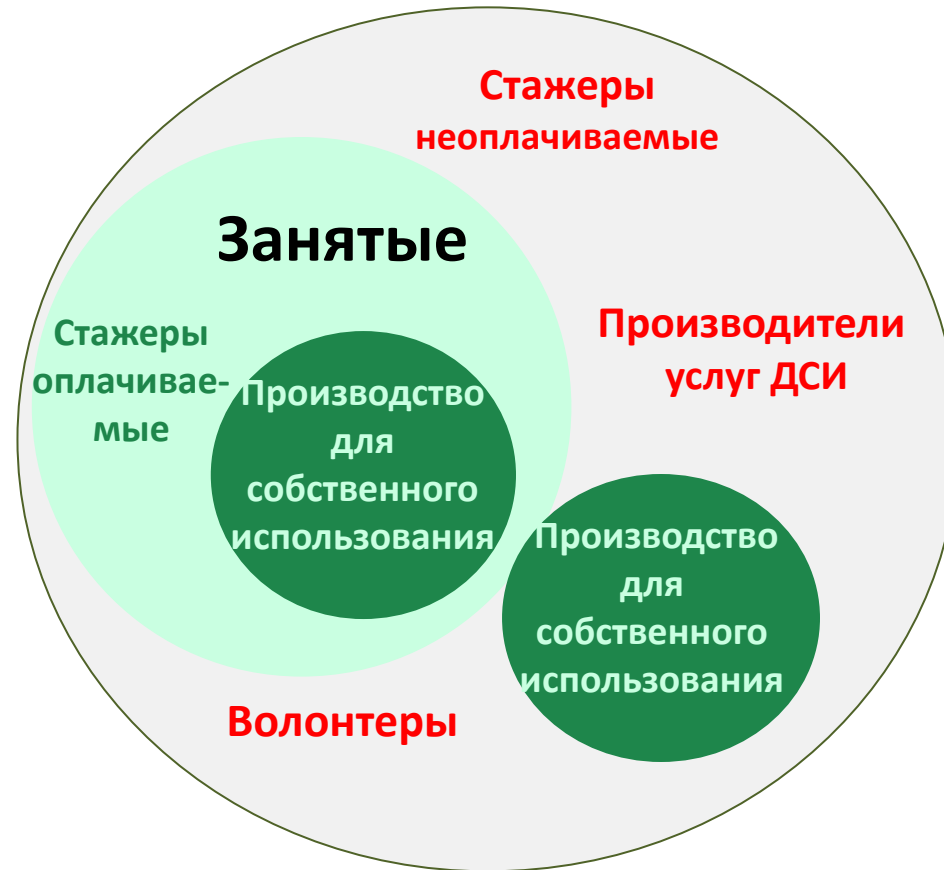 Стажеры
неоплачиваемые
Занятые
Стажеры
оплачивае-
мые
Производители
услуг ДСИ
Производство
для
собственного
использования
Производство
для
собственного
использования
Волонтеры